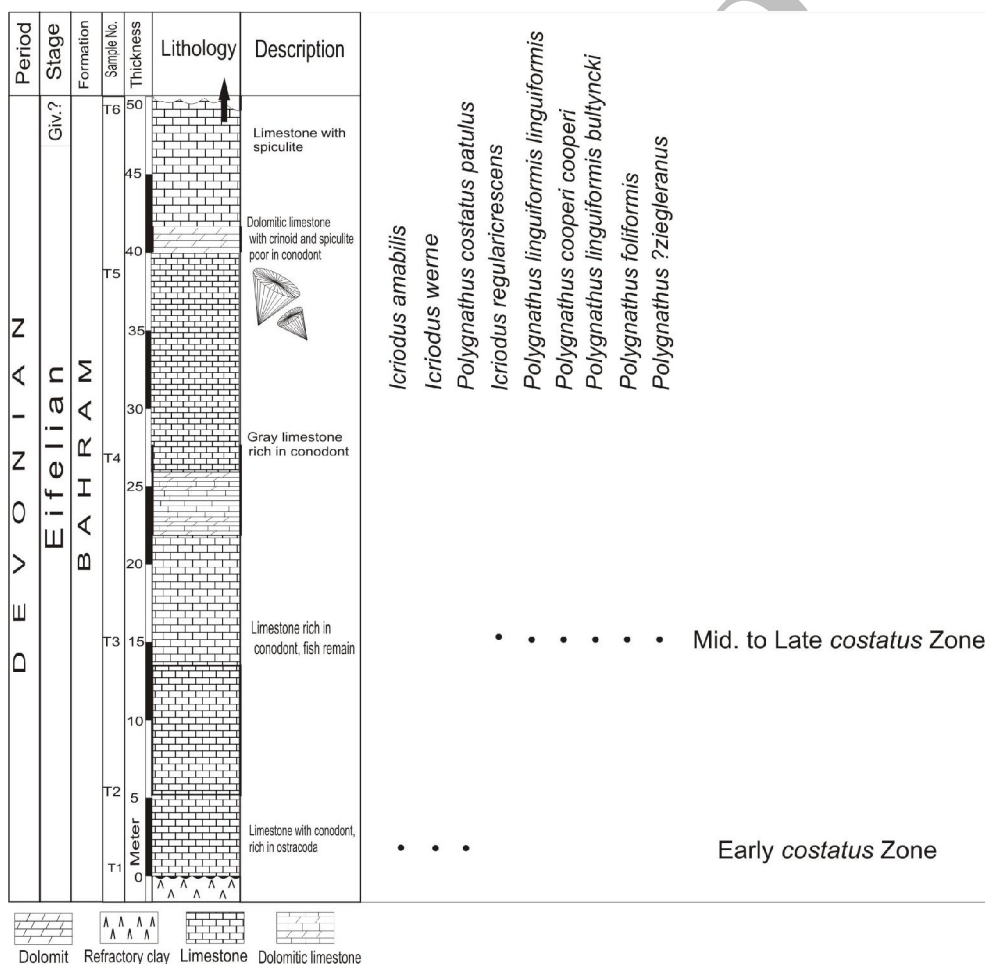 Period
Stage
Formation
Sample No.
Thickness
Lithology
Description
DEVONIAN
Giv.?
Eifelian
BAHRAM
T6
T5
T4
T3
T2
T1
50
45
40
35
30
25
20
15
10
5
0
Meter
Limestone with
spiculite
Dolomitic limestone
with crinoid and spiculite
poor in conodont
Gray limestone
rich in conodont
Limestone rich in
conodont, fish remain
Limestone with conodont,
rich in ostracoda
Icriodus amabilis
Icriodus werne
Polygnathus costatus patulus
Icriodus regularicrescens
Polygnathus linguiformis linguiformis
Polygnathus cooperi cooperi
Polygnathus linguiformis bultyncki
Polygnathus foliformis
Polygnathus ?ziegleranus
Mid. to Late costatus Zone
Early costatus Zone
Dolomit
Refractory clay
Limestone
Dolomitic limestone